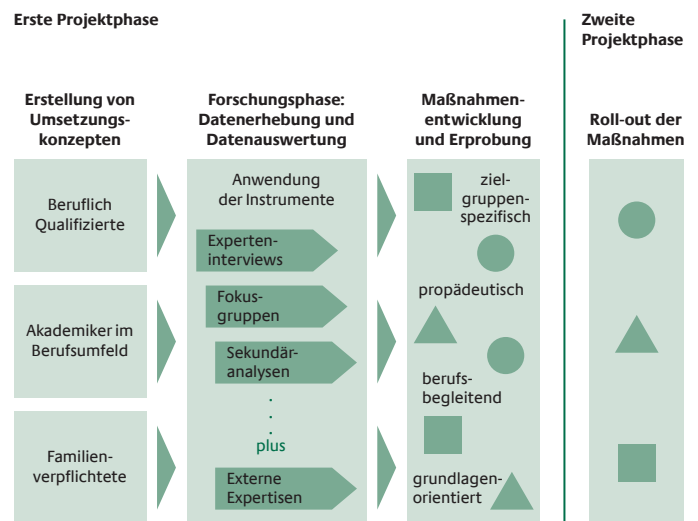 Erste Projektphase
Zweite
Projektphase
Erstellung von
Umsetzungs-
konzepten
Forschungsphase:
Datenerhebung und
Datenauswertung
Maßnahmen-
entwicklung
und Erprobung
Roll-out der
Maßnahmen
Beruflich
Qualifizierte
Akademiker im
Berufsumfeld
Familien-
verpflichtete
Anwendung
der Instrumente
Experten-
interviews
Fokus-
gruppen
Sekundär-
analysen
.
.
.
plus
Externe
Expertisen
ziel-
gruppen-
spezifisch
propädeutisch
berufs-
begleitend
grundlagen-
orientiert